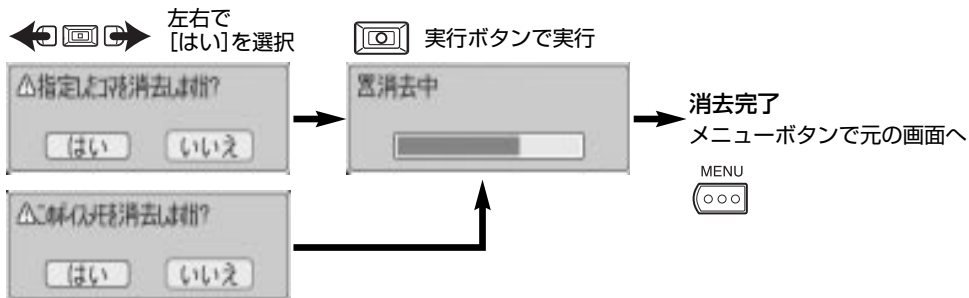 左右で
[はい]を選択
実行ボタンで実行
指定したコマを消去しますか?
はい いいえ
消去中
消去完了
メニューボタンで元の画面へ
MENU
このボイスメモを消去しますか?
はい いいえ